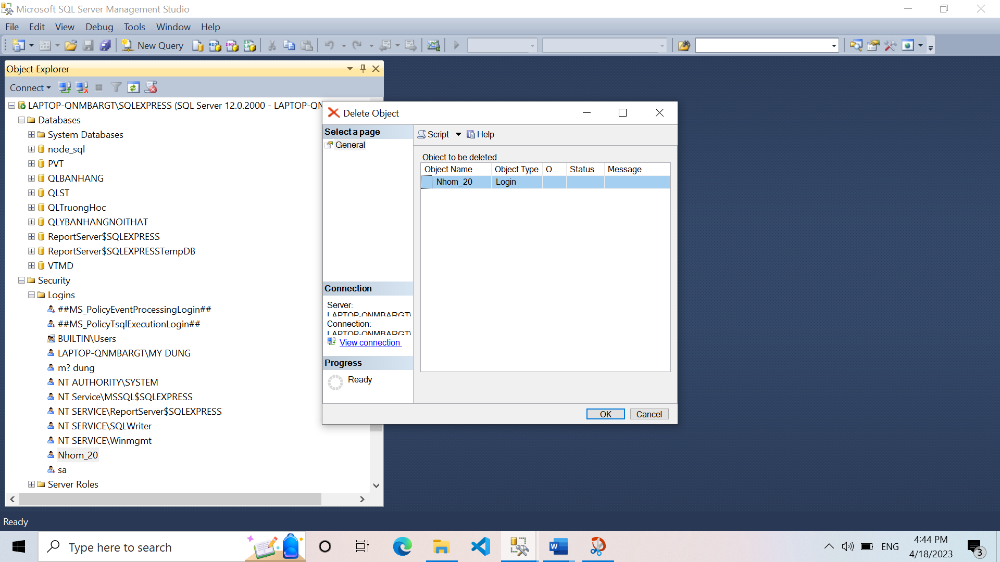 Microsoft SQL Server Management Studio
File Edit View Debug Tools Window Help
New Query
Object Explorer
Connect
LAPTOP-QNMBARGT\SQLEXPRESS (SQL Server 12.0.2000 - LAPTOP-QN
Databases
System Databases
node_sql
PVT
QLBANHANG
QLST
QLTruongHoc
QLYBANHANGNOITHAT
ReportServer$SQLEXPRESS
ReportServer$SQLEXPRESSTempDB
VTMD
Security
Logins
##MS_PolicyEventProcessingLogin##
##MS_PolicyTsqlExecutionLogin##
BUILTIN\Users
LAPTOP-QNMBARGT\MY DUNG
m? dung
NT AUTHORITY\SYSTEM
NT Service\MSSQL$SQLEXPRESS
NT SERVICE\ReportServer$SQLEXPRESS
NT SERVICE\SQLWriter
NT SERVICE\Winmgmt
Nhom_20
sa
Server Roles
Delete Object
Select a page
General
Script Help
Object to be deleted
Object Name Object Type O... Status Message
Nhom_20 Login
Connection
Server:
LAPTOP-QNMBARGT\
Connection:
LAPTOP-QNMBARGT\
View connection
Progress
Ready
OK Cancel
Ready
Type here to search
ENG
4:44 PM
4/18/2023
3